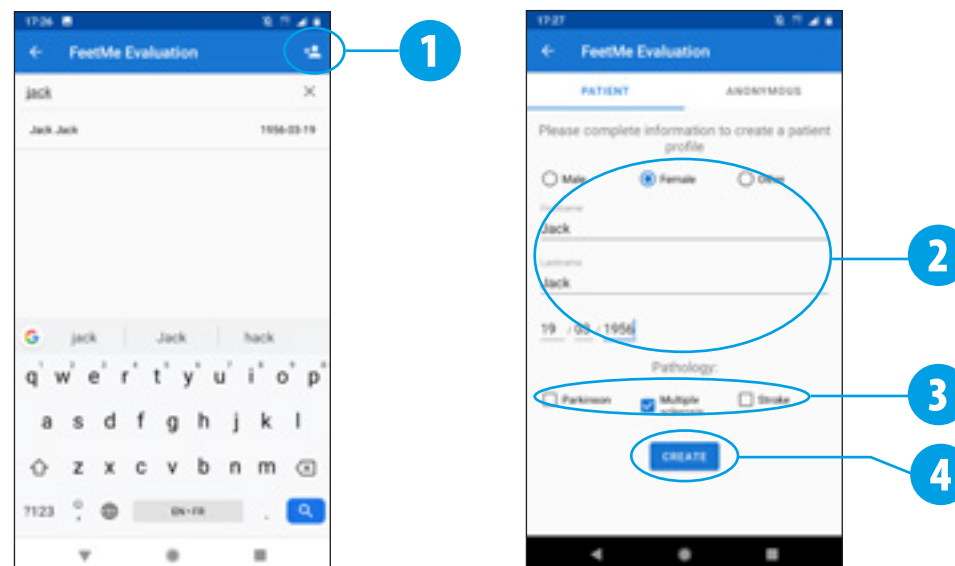 17:26
FeetMe Evaluation
jack
Jack Jack 1956-03-19
jack Jack hack
q w e r t y u i o p
a s d f g h j k l
z x c v b n m
?123 , EN • FR .
1
17:27
FeetMe Evaluation
PATIENT ANONYMOUS
Please complete information to create a patient
profile
Male Female Other
Firstname
Jack
Lastname
Jack
19 / 03 / 1956
Pathology:
Parkinson Multiple sclerosis Stroke
CREATE
2
3
4